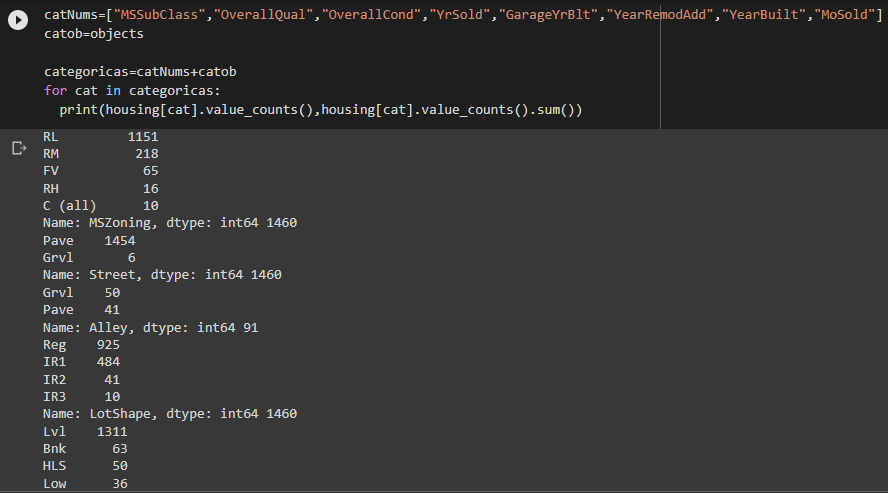 catNums=["MSSubClass","OverallQual","OverallCond","YrSold","GarageYrBlt","YearRemodAdd","YearBuilt","MoSold"]
catob=objects
categoricas=catNums+catob
for cat in categoricas:
  print(housing[cat].value_counts(),housing[cat].value_counts().sum())
RL         1151
RM          218
FV           65
RH           16
C (all)      10
Name: MSZoning, dtype: int64 1460
Pave    1454
Grvl       6
Name: Street, dtype: int64 1460
Grvl    50
Pave    41
Name: Alley, dtype: int64 91
Reg    925
IR1    484
IR2     41
IR3     10
Name: LotShape, dtype: int64 1460
Lvl    1311
Bnk      63
HLS      50
Low      36